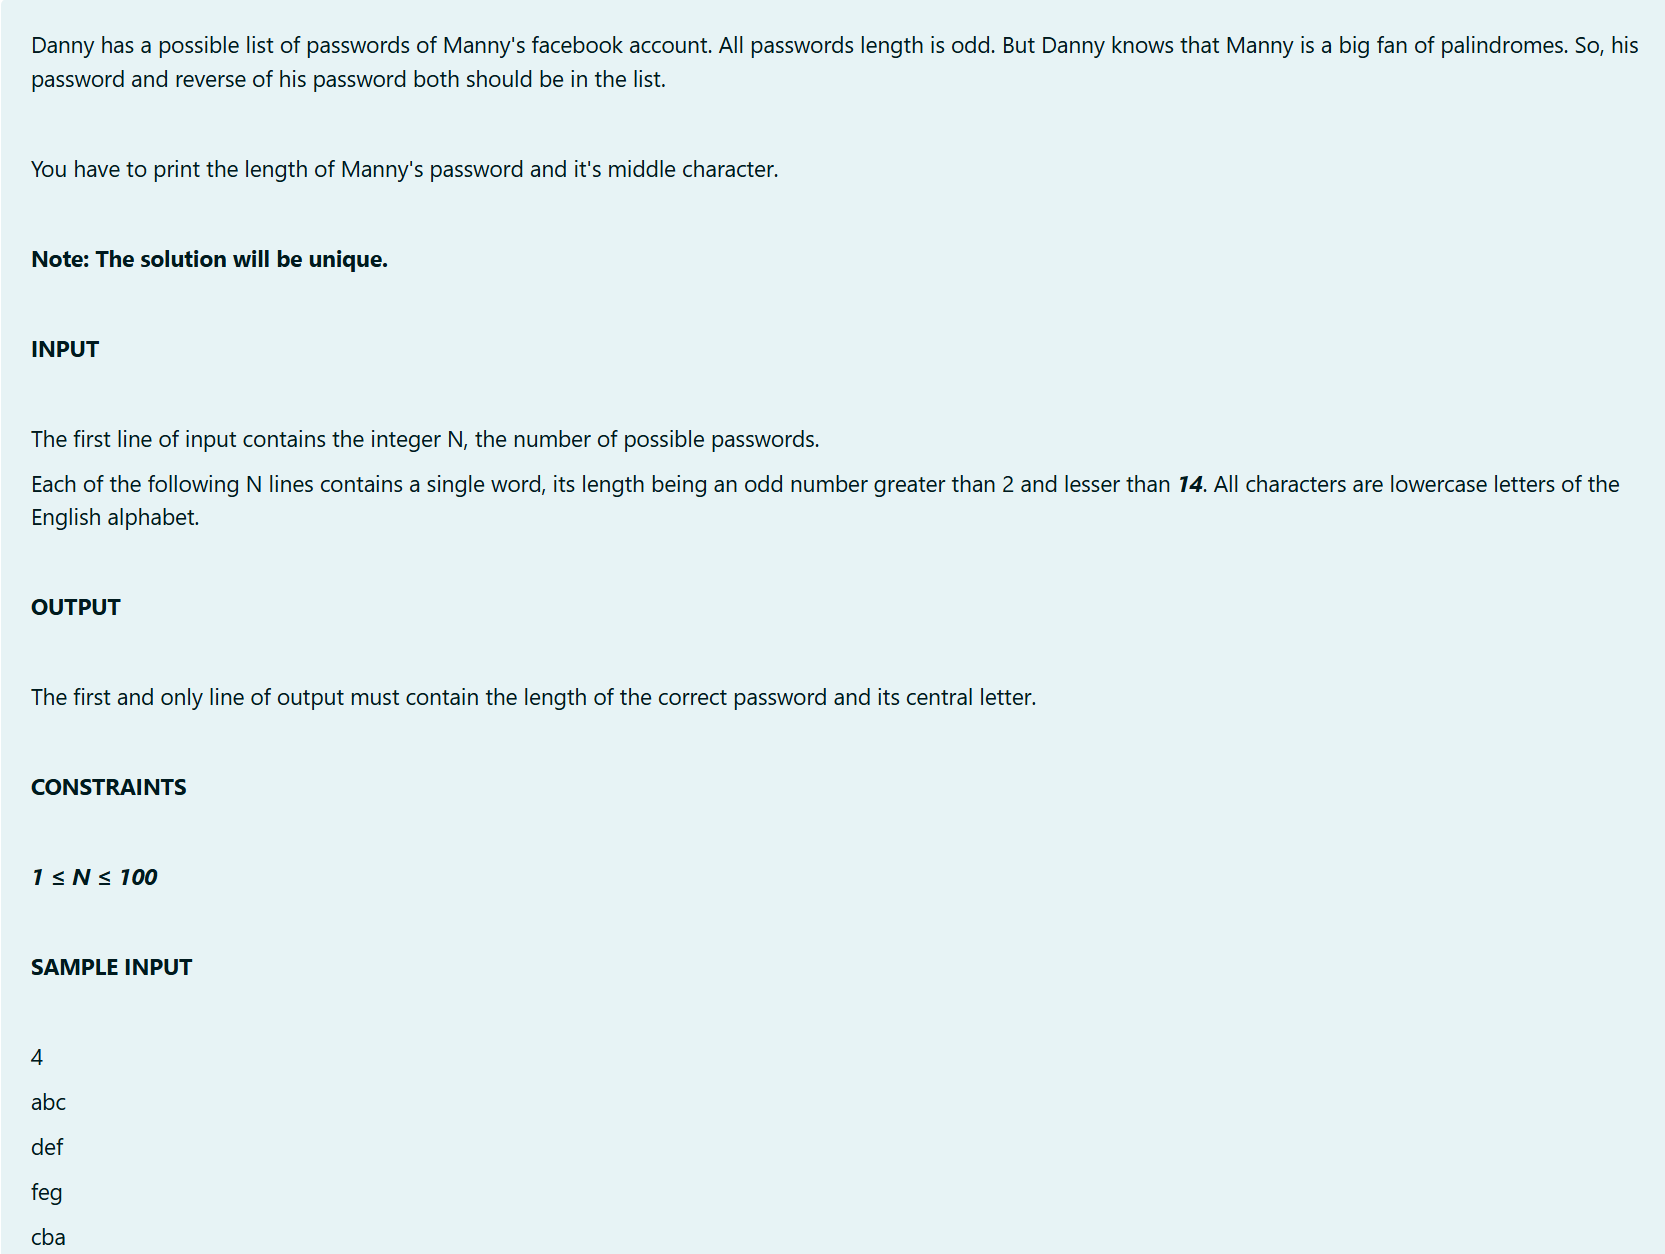 Danny has a possible list of passwords of Manny's facebook account. All passwords length is odd. But Danny knows that Manny is a big fan of palindromes. So, his
password and reverse of his password both should be in the list.
You have to print the length of Manny's password and it's middle character.
Note: The solution will be unique.
INPUT
The first line of input contains the integer N, the number of possible passwords.
Each of the following N lines contains a single word, its length being an odd number greater than 2 and lesser than 14. All characters are lowercase letters of the
English alphabet.
OUTPUT
The first and only line of output must contain the length of the correct password and its central letter.
CONSTRAINTS
1 ≤ N ≤ 100
SAMPLE INPUT
4
abc
def
feg
cba